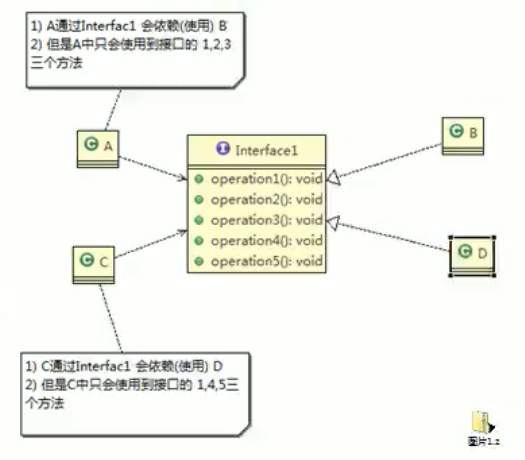 1) A通过Interfac1 会依赖(使用) B
2) 但是A中只会使用到接口的 1,2,3
三个方法
C A
I Interface1
C B
operation1(): void
operation2(): void
operation3(): void
operation4(): void
operation5(): void
C C
C D
1) C通过Interfac1 会依赖(使用) D
2) 但是C中只会使用到接口的 1,4,5三
个方法
图片1.z